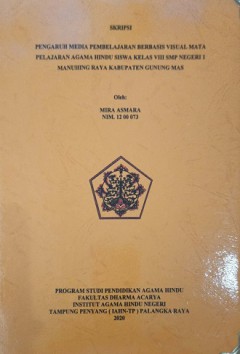 SKRIPSI
PENGARUH MEDIA PEMBELAJARAN BERBASIS VISUAL MATA
PELAJARAN AGAMA HINDU SISWA KELAS VIII SMP NEGERI 1
MANUHING RAYA KABUPATEN GUNUNG MAS
Oleh:
MIRA ASMARA
NIM. 12 00 073
PROGRAM STUDI PENDIDIKAN AGAMA HINDU
FAKULTAS DHARMA ACARYA
INSTITUT AGAMA HINDU NEGERI
TAMPUNG PENYANG ( IAHN-TP ) PALANGKA RAYA
2020